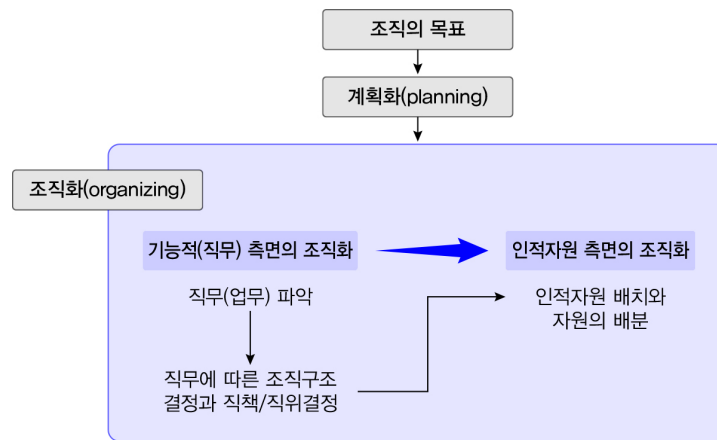 조직의 목표
계획화(planning)
조직화(organizing)
기능적(직무) 측면의 조직화
인적자원 측면의 조직화
직무(업무) 파악
인적자원 배치와
자원의 배분
직무에 따른 조직구조
결정과 직책/직위결정